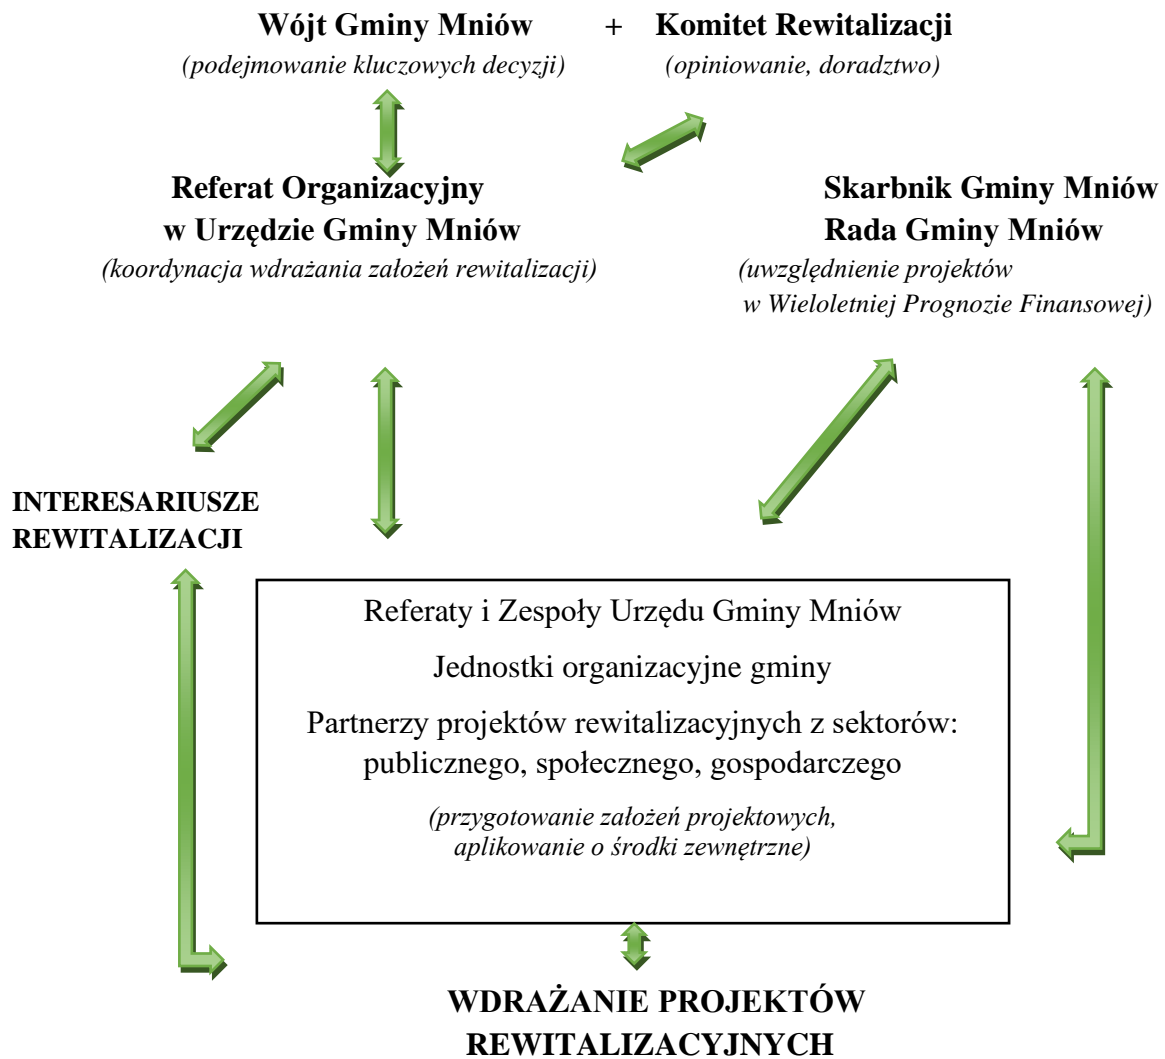 Wójt Gminy Mniów + Komitet Rewitalizacji
(podejmowanie kluczowych decyzji) (opiniowanie, doradztwo)
Referat Organizacyjny
w Urzędzie Gminy Mniów
(koordynacja wdrażania założeń rewitalizacji)
Skarbnik Gminy Mniów
Rada Gminy Mniów
(uwzględnienie projektów
w Wieloletniej Prognozie Finansowej)
INTERESARIUSZE
REWITALIZACJI
Referaty i Zespoły Urzędu Gminy Mniów
Jednostki organizacyjne gminy
Partnerzy projektów rewitalizacyjnych z sektorów:
publicznego, społecznego, gospodarczego
(przygotowanie założeń projektowych,
aplikowanie o środki zewnętrzne)
WDRAŻANIE PROJEKTÓW
REWITALIZACYJNYCH